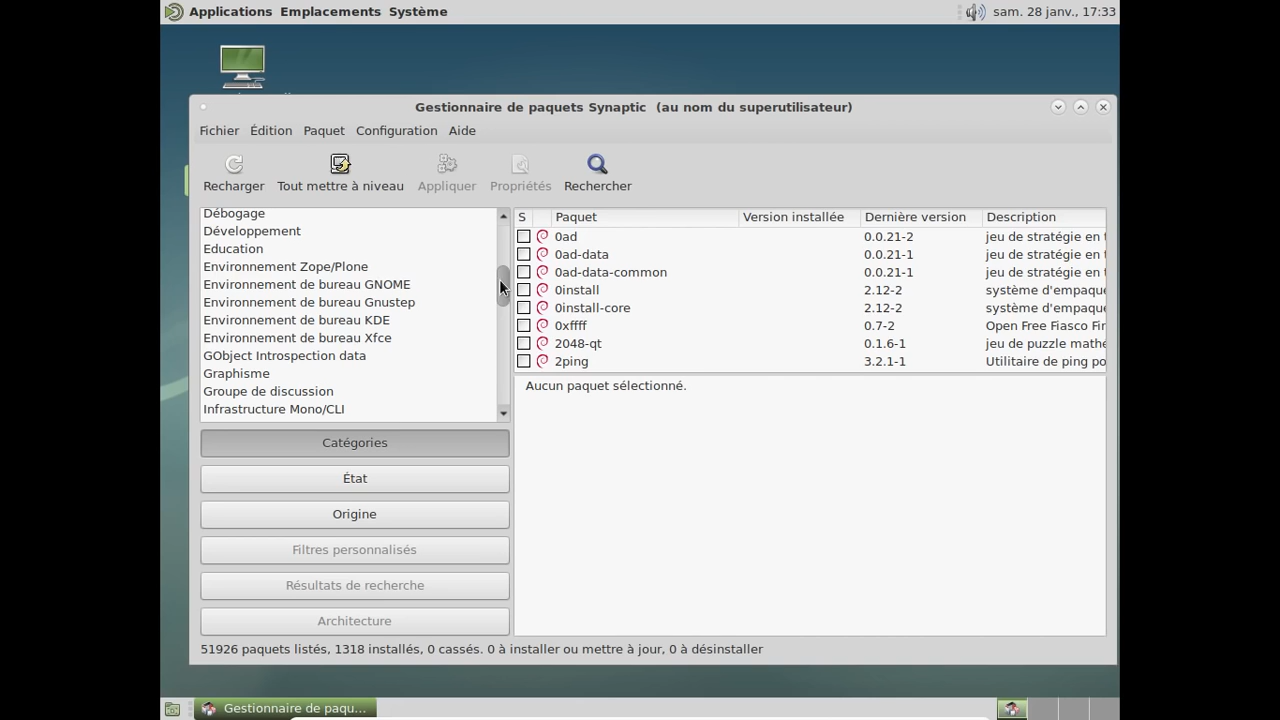 Applications Emplacements Système
sam. 28 janv., 17:33
Gestionnaire de paquets Synaptic (au nom du superutilisateur)
Fichier Édition Paquet Configuration Aide
Recharger Tout mettre à niveau Appliquer Propriétés Rechercher
Débogage
Développement
Education
Environnement Zope/Plone
Environnement de bureau GNOME
Environnement de bureau Gnustep
Environnement de bureau KDE
Environnement de bureau Xfce
GObject Introspection data
Graphisme
Groupe de discussion
Infrastructure Mono/CLI
Catégories
État
Origine
Filtres personnalisés
Résultats de recherche
Architecture
S Paquet Version installée Dernière version Description
0ad 0.0.21-2 jeu de stratégie en
0ad-data 0.0.21-1 jeu de stratégie en
0ad-data-common 0.0.21-1 jeu de stratégie en
0install 2.12-2 système d'empaque
0install-core 2.12-2 système d'empaque
0xffff 0.7-2 Open Free Fiasco Fir
2048-qt 0.1.6-1 jeu de puzzle mathé
2ping 3.2.1-1 Utilitaire de ping po
Aucun paquet sélectionné.
51926 paquets listés, 1318 installés, 0 cassés. 0 à installer ou mettre à jour, 0 à désinstaller
Gestionnaire de paqu...